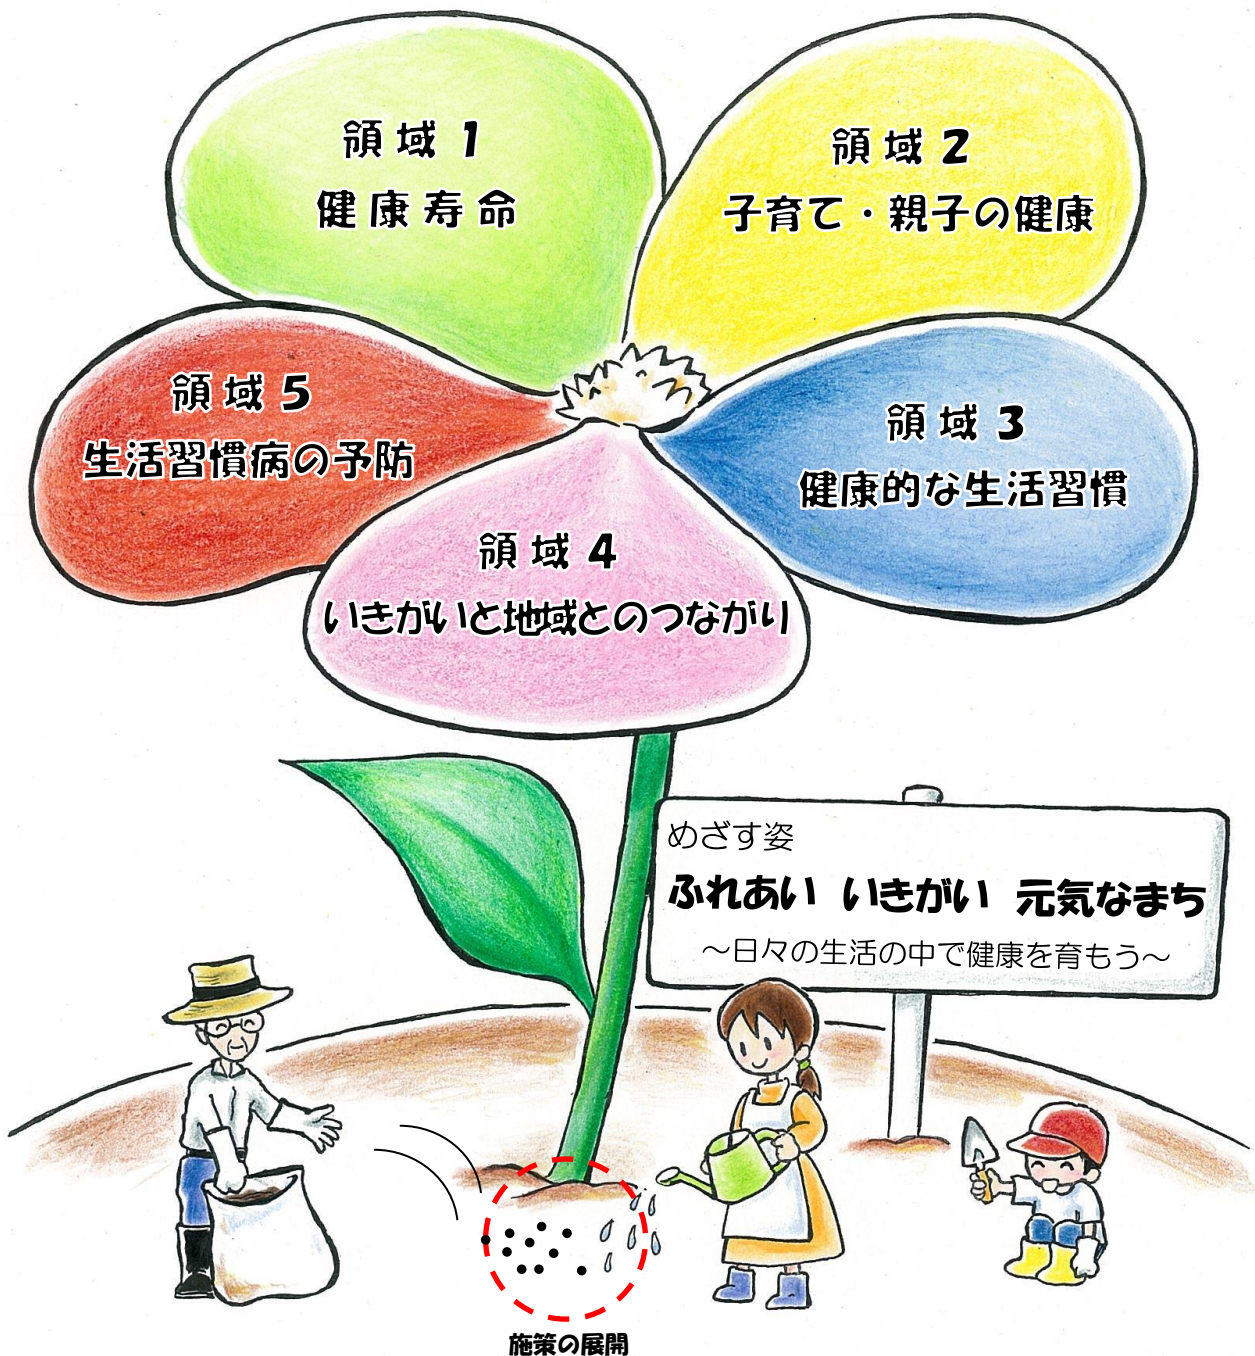 領域1
健康寿命
領域2
子育て・親子の健康
領域5
生活習慣病の予防
領域3
健康的な生活習慣
領域4
いきがいと地域とのつながり
めざす姿
ふれあい いきがい 元気なまち
～日々の生活の中で健康を育もう～
施策の展開